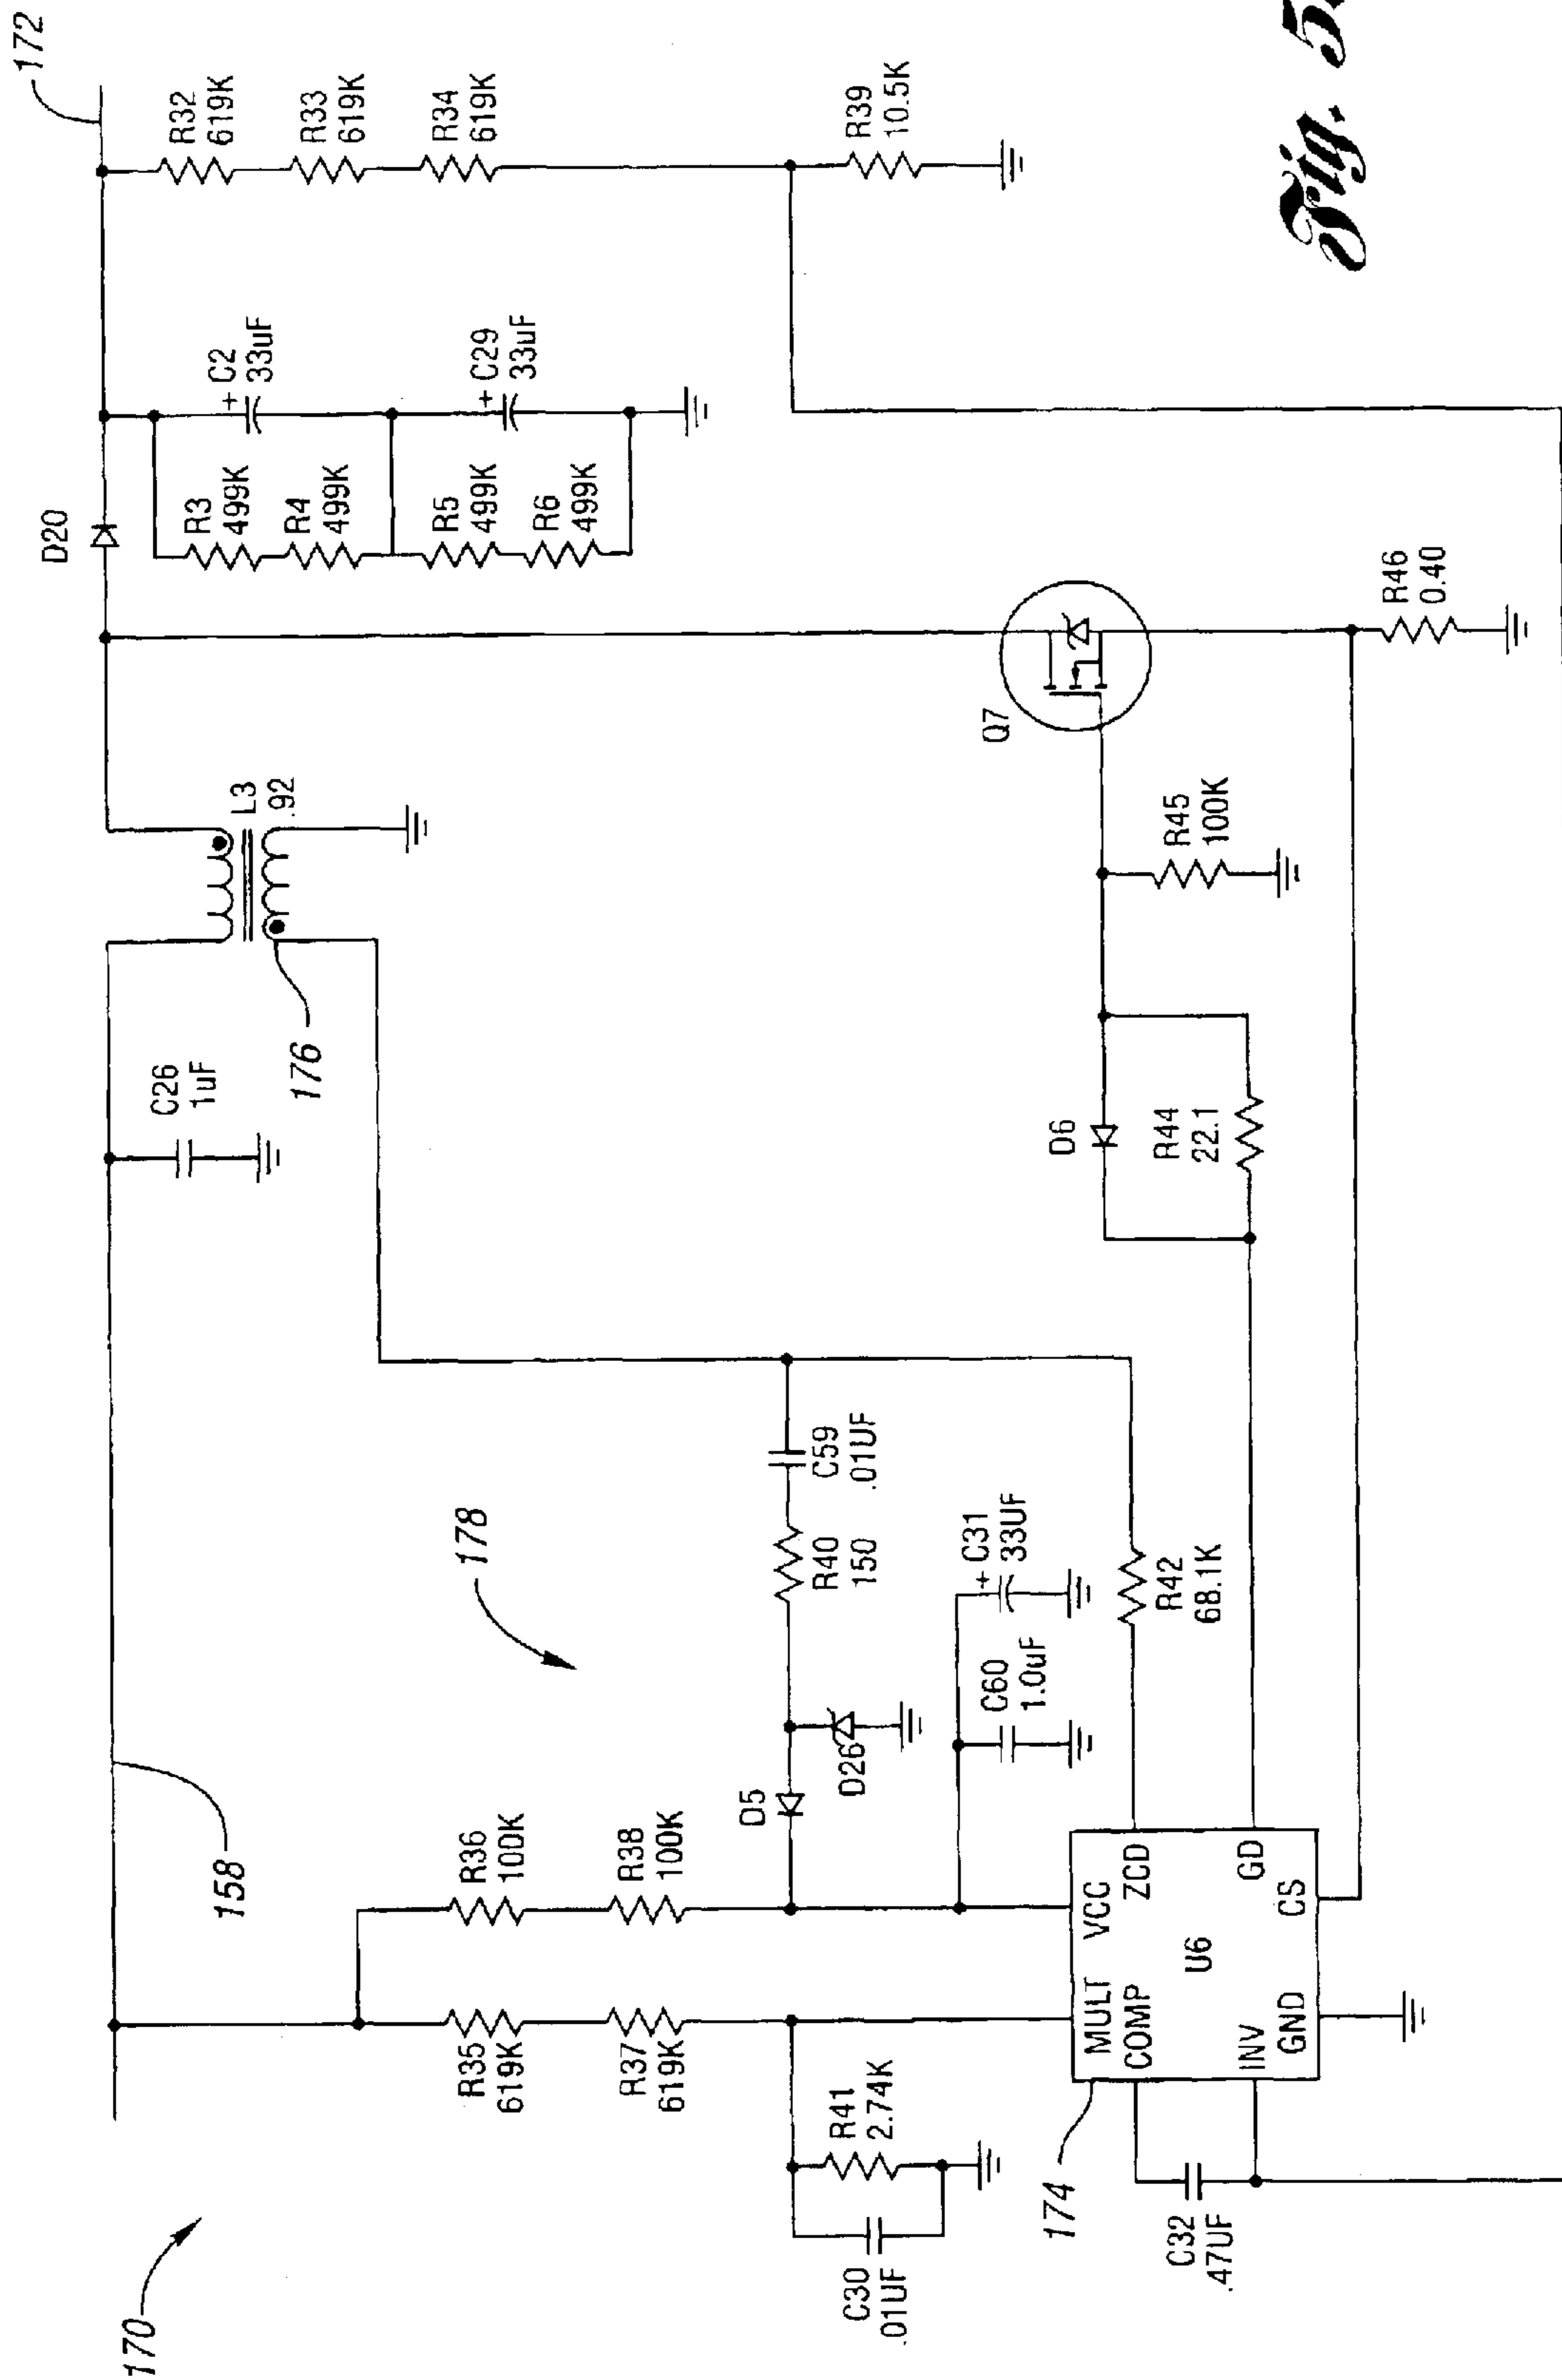 170
158
172
176
178
174
D20
R32
619K
R33
619K
R34
619K
R39
10.5K
+ C2
33uF
+ C29
33uF
R3
499K
R4
499K
R5
499K
R6
499K
L3
.92
C26
1uF
Q7
R46
0.40
R45
100K
D6
R44
22.1
C59
.01UF
R40
150
D26
D5
+ C31
33UF
C60
1.0uF
R42
68.1K
R36
100K
R38
100K
R35
619K
R37
619K
R41
2.74K
C30
.01UF
C32
.47UF
MULT
VCC
COMP
ZCD
U6
INV
GD
GND
CS
Fig.